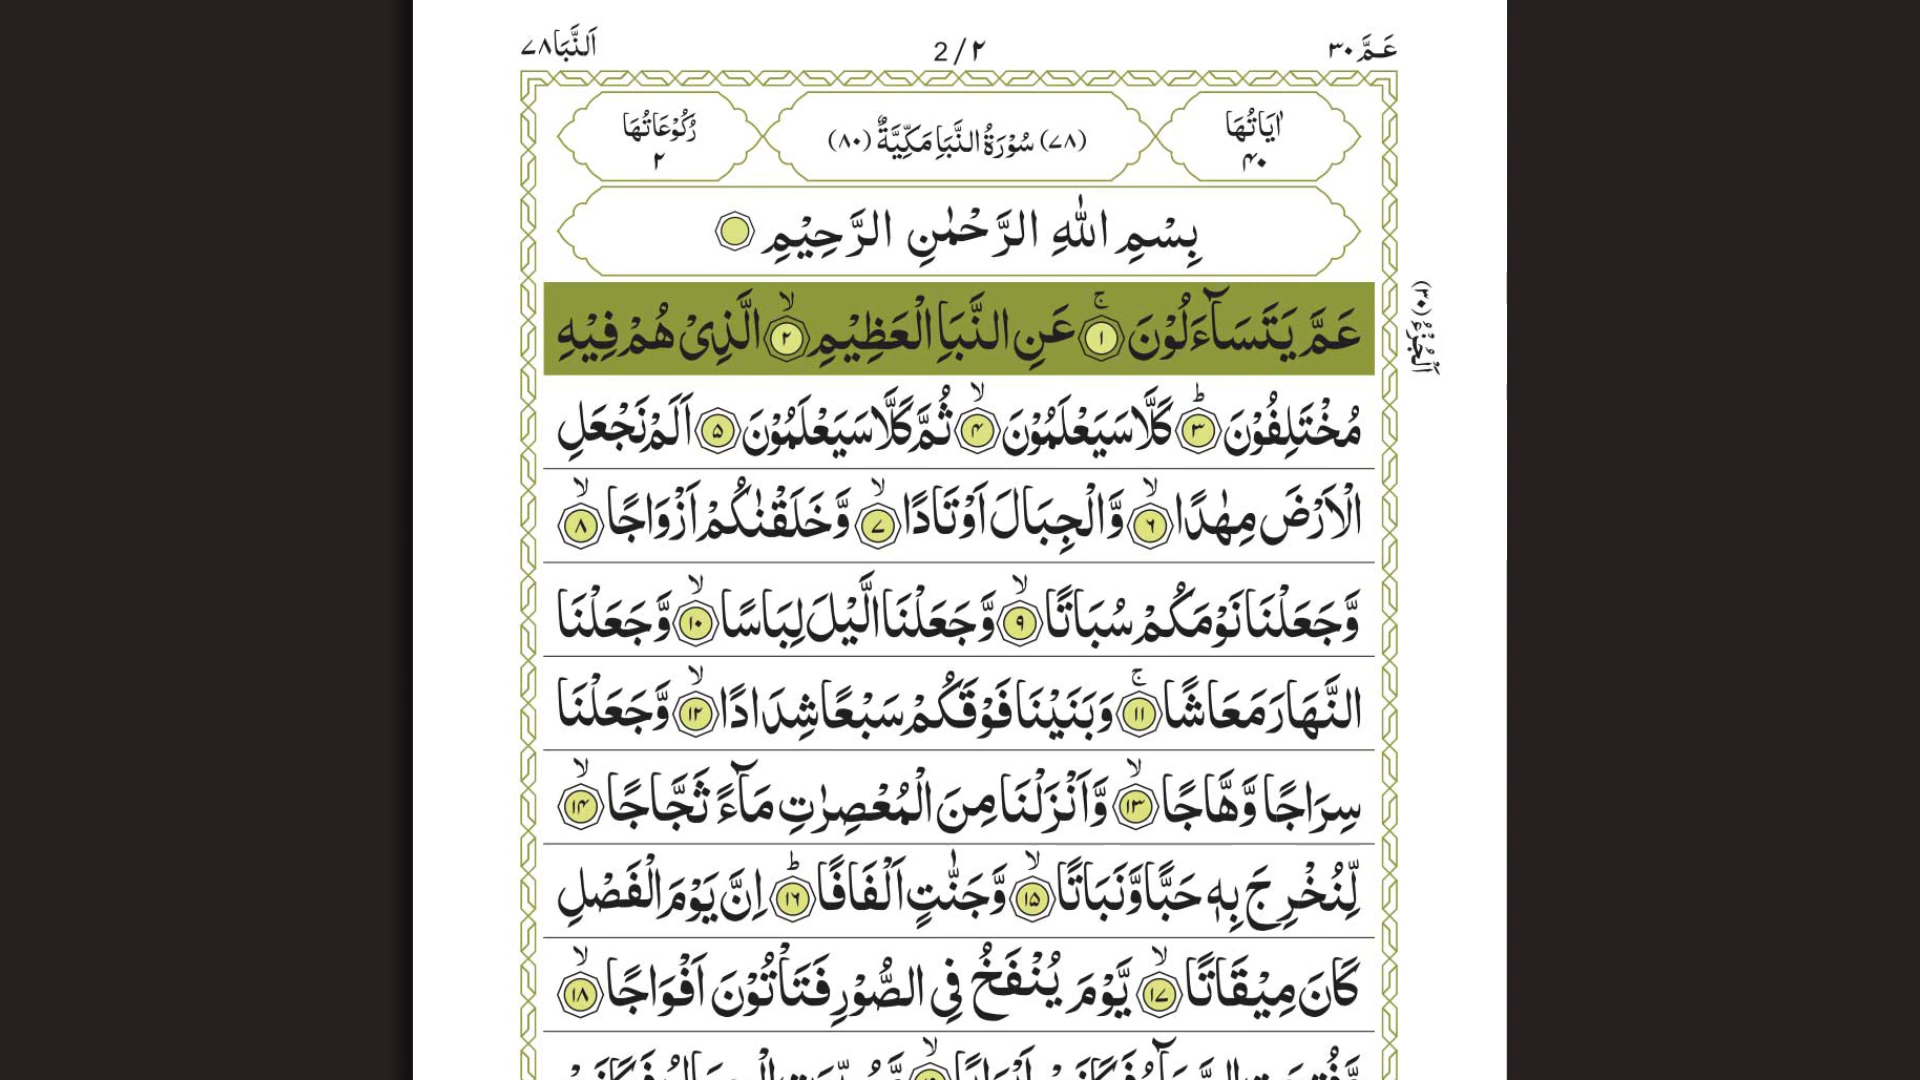 عَمَّ ۳۰
2/۲
اَلنَّبَا ۷۸
اٰيَاتُهَا ۴۰
(۷۸) سُوْرَةُ النَّبَاِ مَكِّيَّةٌ (۸۰)
رُكُوْعَاتُهَا ۲
بِسْمِ اللّٰهِ الرَّحْمٰنِ الرَّحِيْمِ
عَمَّ يَتَسَآءَلُوْنَ ۚ ۱ عَنِ النَّبَاِ الْعَظِيْمِ ۙ ۲ الَّذِىْ هُمْ فِيْهِ
اَلْجُزْءُ (۳۰)
مُخْتَلِفُوْنَ ؕ ۳ كَلَّا سَيَعْلَمُوْنَ ۙ ۴ ثُمَّ كَلَّا سَيَعْلَمُوْنَ ۵ اَلَمْ نَجْعَلِ
الْاَرْضَ مِهٰدًا ۙ ۶ وَّالْجِبَالَ اَوْتَادًا ۙ ۷ وَّخَلَقْنٰكُمْ اَزْوَاجًا ۙ ۸
وَّجَعَلْنَا نَوْمَكُمْ سُبَاتًا ۙ ۹ وَّجَعَلْنَا الَّيْلَ لِبَاسًا ۙ ۱۰ وَّجَعَلْنَا
النَّهَارَ مَعَاشًا ۚ ۱۱ وَبَنَيْنَا فَوْقَكُمْ سَبْعًا شِدَادًا ۙ ۱۲ وَّجَعَلْنَا
سِرَاجًا وَّهَّاجًا ۙ ۱۳ وَّاَنْزَلْنَا مِنَ الْمُعْصِرٰتِ مَآءً ثَجَّاجًا ۙ ۱۴
لِّنُخْرِجَ بِهٖ حَبًّا وَّنَبَاتًا ۙ ۱۵ وَّجَنّٰتٍ اَلْفَافًا ؕ ۱۶ اِنَّ يَوْمَ الْفَصْلِ
كَانَ مِيْقَاتًا ۙ ۱۷ يَّوْمَ يُنْفَخُ فِى الصُّوْرِ فَتَاْتُوْنَ اَفْوَاجًا ۙ ۱۸